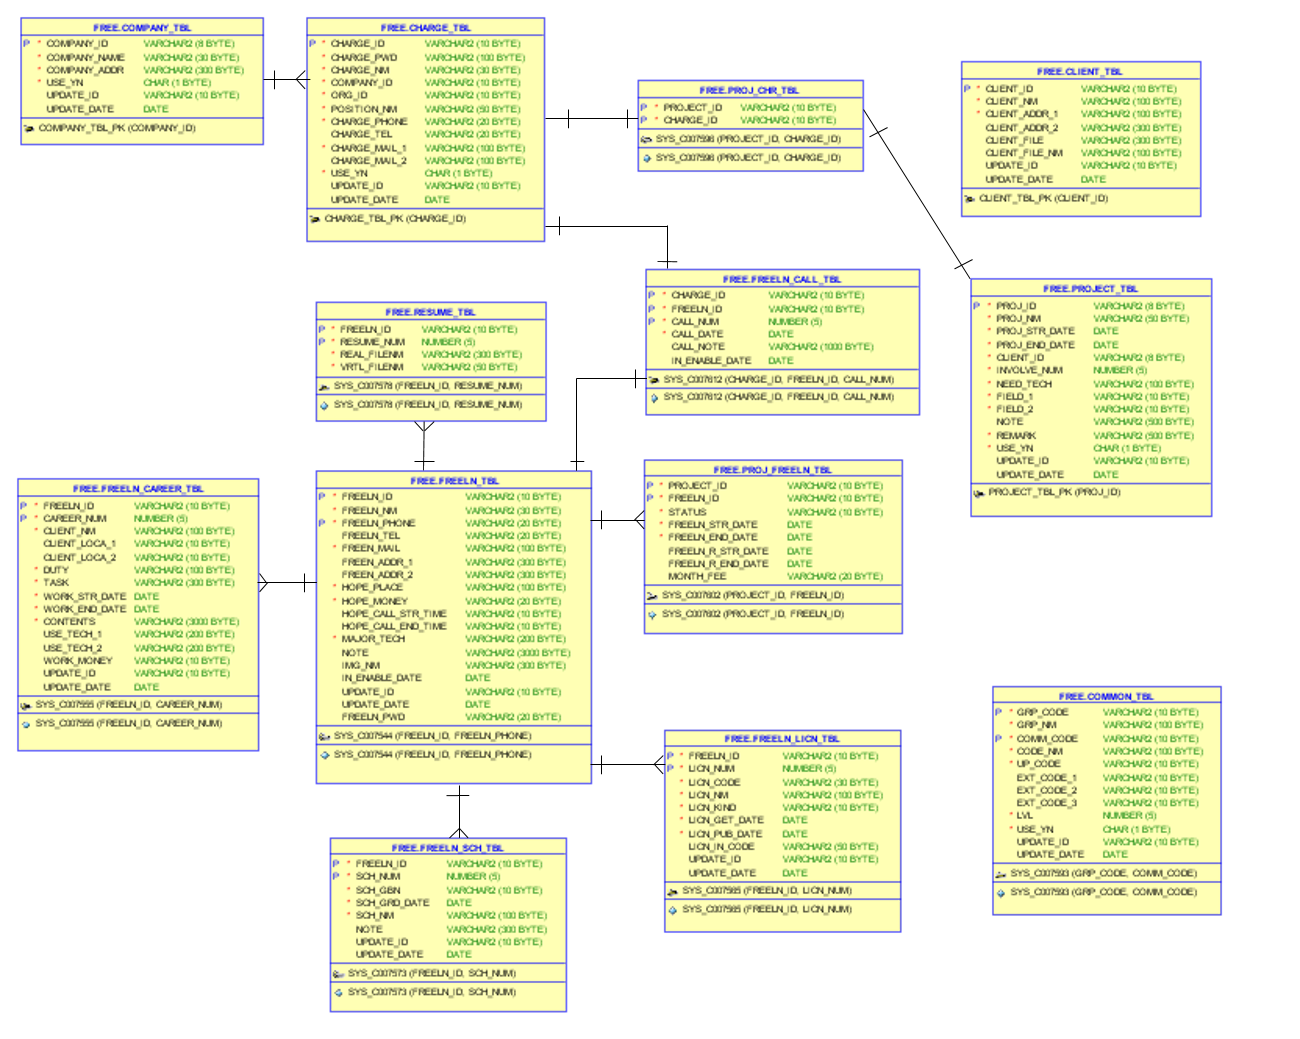 FREE.COMPANY_TBL
P * COMPANY_ID VARCHAR2 (8 BYTE)
* COMPANY_NAME VARCHAR2 (30 BYTE)
* COMPANY_ADDR VARCHAR2 (300 BYTE)
* USE_YN CHAR (1 BYTE)
UPDATE_ID VARCHAR2 (10 BYTE)
UPDATE_DATE DATE
COMPANY_TBL_PK (COMPANY_ID)
FREE.CHARGE_TBL
P * CHARGE_ID VARCHAR2 (10 BYTE)
* CHARGE_PWD VARCHAR2 (100 BYTE)
* CHARGE_NM VARCHAR2 (30 BYTE)
* COMPANY_ID VARCHAR2 (10 BYTE)
* ORG_ID VARCHAR2 (10 BYTE)
* POSITION_NM VARCHAR2 (50 BYTE)
* CHARGE_PHONE VARCHAR2 (20 BYTE)
CHARGE_TEL VARCHAR2 (20 BYTE)
* CHARGE_MAIL_1 VARCHAR2 (100 BYTE)
CHARGE_MAIL_2 VARCHAR2 (100 BYTE)
* USE_YN CHAR (1 BYTE)
UPDATE_ID VARCHAR2 (10 BYTE)
UPDATE_DATE DATE
CHARGE_TBL_PK (CHARGE_ID)
FREE.PROJ_CHR_TBL
P * PROJECT_ID VARCHAR2 (10 BYTE)
P * CHARGE_ID VARCHAR2 (10 BYTE)
SYS_C007596 (PROJECT_ID, CHARGE_ID)
SYS_C007596 (PROJECT_ID, CHARGE_ID)
FREE.CLIENT_TBL
P * CLIENT_ID VARCHAR2 (10 BYTE)
* CLIENT_NM VARCHAR2 (100 BYTE)
* CLIENT_ADDR_1 VARCHAR2 (100 BYTE)
CLIENT_ADDR_2 VARCHAR2 (300 BYTE)
CLIENT_FILE VARCHAR2 (300 BYTE)
CLIENT_FILE_NM VARCHAR2 (100 BYTE)
UPDATE_ID VARCHAR2 (10 BYTE)
UPDATE_DATE DATE
CLIENT_TBL_PK (CLIENT_ID)
FREE.FREELN_CALL_TBL
P * CHARGE_ID VARCHAR2 (10 BYTE)
P * FREELN_ID VARCHAR2 (10 BYTE)
P * CALL_NUM NUMBER (5)
* CALL_DATE DATE
CALL_NOTE VARCHAR2 (1000 BYTE)
IN_ENABLE_DATE DATE
SYS_C007612 (CHARGE_ID, FREELN_ID, CALL_NUM)
SYS_C007612 (CHARGE_ID, FREELN_ID, CALL_NUM)
FREE.PROJECT_TBL
P * PROJ_ID VARCHAR2 (8 BYTE)
* PROJ_NM VARCHAR2 (50 BYTE)
* PROJ_STR_DATE DATE
* PROJ_END_DATE DATE
* CLIENT_ID VARCHAR2 (8 BYTE)
* INVOLVE_NUM NUMBER (5)
* NEED_TECH VARCHAR2 (100 BYTE)
* FIELD_1 VARCHAR2 (10 BYTE)
* FIELD_2 VARCHAR2 (10 BYTE)
NOTE VARCHAR2 (500 BYTE)
* REMARK VARCHAR2 (500 BYTE)
* USE_YN CHAR (1 BYTE)
UPDATE_ID VARCHAR2 (10 BYTE)
UPDATE_DATE DATE
PROJECT_TBL_PK (PROJ_ID)
FREE.RESUME_TBL
P * FREELN_ID VARCHAR2 (10 BYTE)
P * RESUME_NUM NUMBER (5)
* REAL_FILENM VARCHAR2 (300 BYTE)
* VRTL_FILENM VARCHAR2 (50 BYTE)
SYS_C007578 (FREELN_ID, RESUME_NUM)
SYS_C007578 (FREELN_ID, RESUME_NUM)
FREE.FREELN_CAREER_TBL
P * FREELN_ID VARCHAR2 (10 BYTE)
P * CAREER_NUM NUMBER (5)
* CLIENT_NM VARCHAR2 (100 BYTE)
CLIENT_LOCA_1 VARCHAR2 (10 BYTE)
CLIENT_LOCA_2 VARCHAR2 (10 BYTE)
* DUTY VARCHAR2 (100 BYTE)
* TASK VARCHAR2 (300 BYTE)
* WORK_STR_DATE DATE
* WORK_END_DATE DATE
* CONTENTS VARCHAR2 (3000 BYTE)
USE_TECH_1 VARCHAR2 (200 BYTE)
USE_TECH_2 VARCHAR2 (200 BYTE)
WORK_MONEY VARCHAR2 (10 BYTE)
UPDATE_ID VARCHAR2 (10 BYTE)
UPDATE_DATE DATE
SYS_C007555 (FREELN_ID, CAREER_NUM)
SYS_C007555 (FREELN_ID, CAREER_NUM)
FREE.FREELN_TBL
P * FREELN_ID VARCHAR2 (10 BYTE)
* FREELN_NM VARCHAR2 (30 BYTE)
P * FREELN_PHONE VARCHAR2 (20 BYTE)
FREELN_TEL VARCHAR2 (20 BYTE)
* FREEN_MAIL VARCHAR2 (100 BYTE)
FREEN_ADDR_1 VARCHAR2 (300 BYTE)
FREEN_ADDR_2 VARCHAR2 (300 BYTE)
* HOPE_PLACE VARCHAR2 (100 BYTE)
* HOPE_MONEY VARCHAR2 (20 BYTE)
HOPE_CALL_STR_TIME VARCHAR2 (10 BYTE)
HOPE_CALL_END_TIME VARCHAR2 (10 BYTE)
* MAJOR_TECH VARCHAR2 (200 BYTE)
NOTE VARCHAR2 (3000 BYTE)
IMG_NM VARCHAR2 (300 BYTE)
IN_ENABLE_DATE DATE
UPDATE_ID VARCHAR2 (10 BYTE)
UPDATE_DATE DATE
FREELN_PWD VARCHAR2 (20 BYTE)
SYS_C007544 (FREELN_ID, FREELN_PHONE)
SYS_C007544 (FREELN_ID, FREELN_PHONE)
FREE.PROJ_FREELN_TBL
P * PROJECT_ID VARCHAR2 (10 BYTE)
P * FREELN_ID VARCHAR2 (10 BYTE)
* STATUS VARCHAR2 (10 BYTE)
* FREELN_STR_DATE DATE
* FREELN_END_DATE DATE
FREELN_R_STR_DATE DATE
FREELN_R_END_DATE DATE
MONTH_FEE VARCHAR2 (20 BYTE)
SYS_C007602 (PROJECT_ID, FREELN_ID)
SYS_C007602 (PROJECT_ID, FREELN_ID)
FREE.FREELN_LICN_TBL
P * FREELN_ID VARCHAR2 (10 BYTE)
P * LICN_NUM NUMBER (5)
* LICN_CODE VARCHAR2 (30 BYTE)
* LICN_NM VARCHAR2 (100 BYTE)
* LICN_KIND VARCHAR2 (10 BYTE)
* LICN_GET_DATE DATE
* LICN_PUB_DATE DATE
LICN_IN_CODE VARCHAR2 (50 BYTE)
UPDATE_ID VARCHAR2 (10 BYTE)
UPDATE_DATE DATE
SYS_C007565 (FREELN_ID, LICN_NUM)
SYS_C007565 (FREELN_ID, LICN_NUM)
FREE.COMMON_TBL
P * GRP_CODE VARCHAR2 (10 BYTE)
* GRP_NM VARCHAR2 (100 BYTE)
P * COMM_CODE VARCHAR2 (10 BYTE)
* CODE_NM VARCHAR2 (100 BYTE)
* UP_CODE VARCHAR2 (10 BYTE)
EXT_CODE_1 VARCHAR2 (10 BYTE)
EXT_CODE_2 VARCHAR2 (10 BYTE)
EXT_CODE_3 VARCHAR2 (10 BYTE)
* LVL NUMBER (5)
* USE_YN CHAR (1 BYTE)
UPDATE_ID VARCHAR2 (10 BYTE)
UPDATE_DATE DATE
SYS_C007593 (GRP_CODE, COMM_CODE)
SYS_C007593 (GRP_CODE, COMM_CODE)
FREE.FREELN_SCH_TBL
P * FREELN_ID VARCHAR2 (10 BYTE)
P * SCH_NUM NUMBER (5)
* SCH_GBN VARCHAR2 (10 BYTE)
* SCH_GRD_DATE DATE
* SCH_NM VARCHAR2 (100 BYTE)
NOTE VARCHAR2 (300 BYTE)
UPDATE_ID VARCHAR2 (10 BYTE)
UPDATE_DATE DATE
SYS_C007573 (FREELN_ID, SCH_NUM)
SYS_C007573 (FREELN_ID, SCH_NUM)